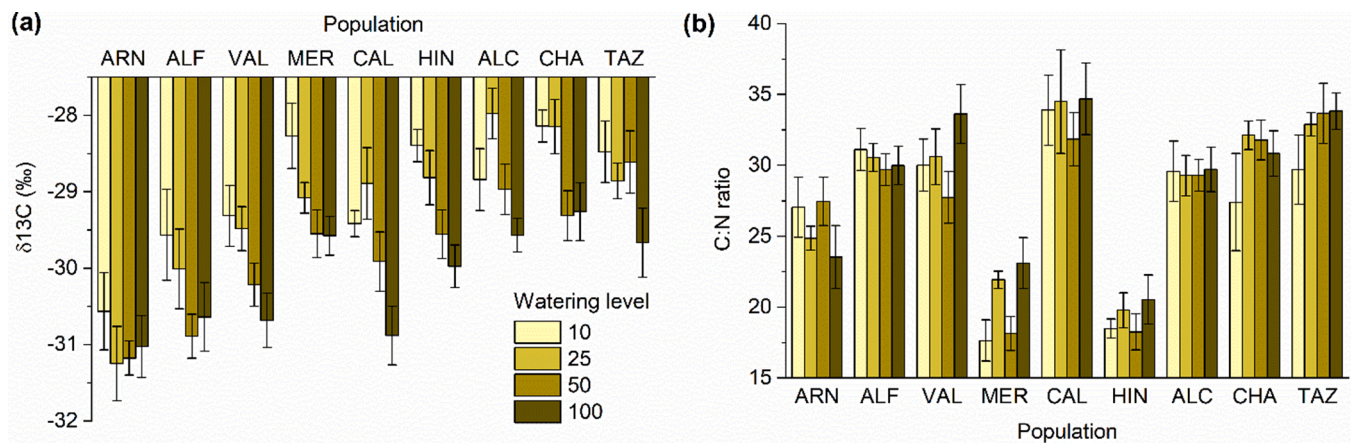 (a)
Population
ARN ALF VAL MER CAL HIN ALC CHA TAZ
-28
-29
-30
-31
-32
δ13C (‰)
Watering level
10
25
50
100
(b)
40
35
30
25
20
15
C:N ratio
ARN ALF VAL MER CAL HIN ALC CHA TAZ
Population